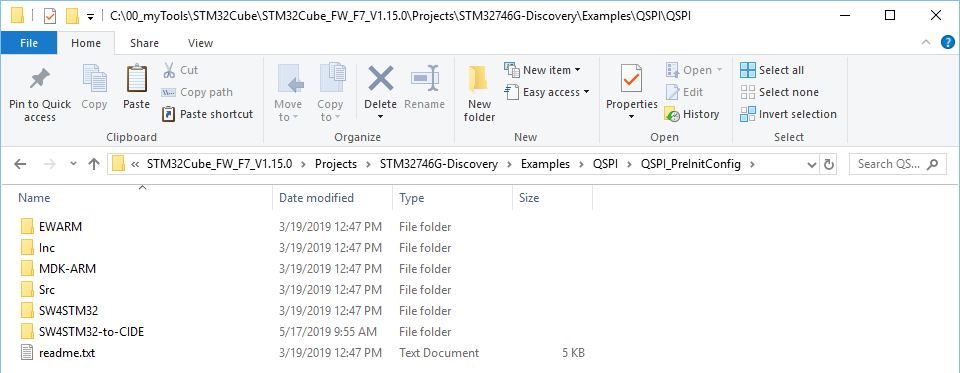 C:\00_myTools\STM32Cube\STM32Cube_FW_F7_V1.15.0\Projects\STM32746G-Discovery\Examples\QSPI\QSPI
File Home Share View
Pin to Quick access
Copy
Paste
Cut
Copy path
Paste shortcut
Clipboard
Move to
Copy to
Delete
Rename
Organize
New folder
New item
Easy access
New
Properties
Open
Edit
History
Open
Select all
Select none
Invert selection
Select
« STM32Cube_FW_F7_V1.15.0 Projects STM32746G-Discovery Examples QSPI QSPI_PreInitConfig Search QS...
Name Date modified Type Size
EWARM 3/19/2019 12:47 PM File folder
Inc 3/19/2019 12:47 PM File folder
MDK-ARM 3/19/2019 12:47 PM File folder
Src 3/19/2019 12:47 PM File folder
SW4STM32 3/19/2019 12:47 PM File folder
SW4STM32-to-CIDE 5/17/2019 9:55 AM File folder
readme.txt 3/19/2019 12:47 PM Text Document 5 KB